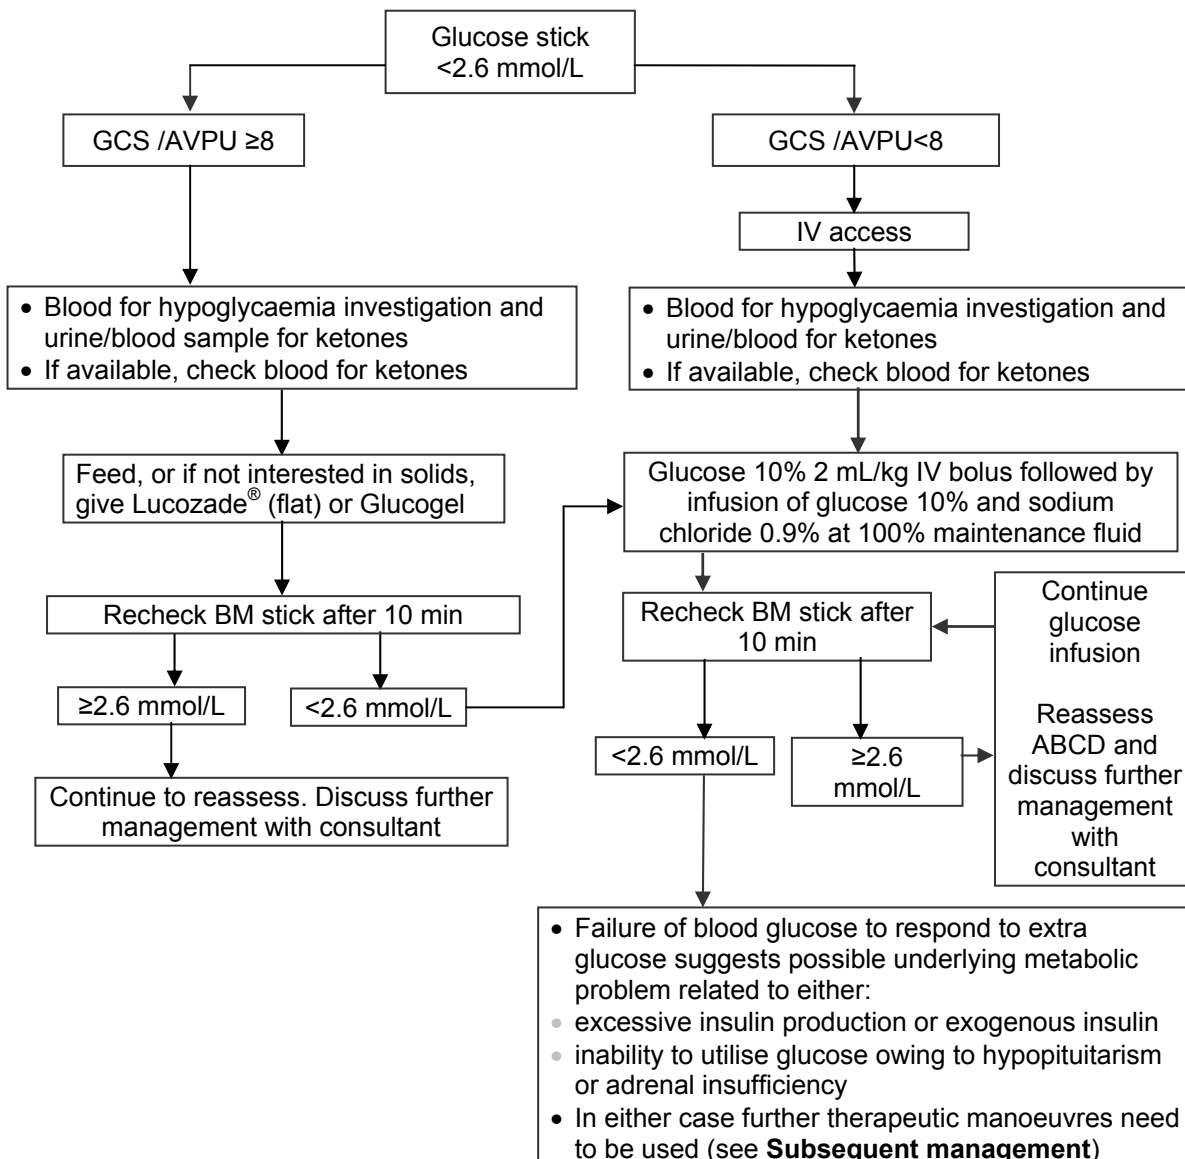 Glucose stick
<2.6 mmol/L
GCS /AVPU ≥8
GCS /AVPU<8
IV access
• Blood for hypoglycaemia investigation and
urine/blood sample for ketones
• If available, check blood for ketones
• Blood for hypoglycaemia investigation and
urine/blood for ketones
• If available, check blood for ketones
Feed, or if not interested in solids,
give Lucozade® (flat) or Glucogel
Glucose 10% 2 mL/kg IV bolus followed by
infusion of glucose 10% and sodium
chloride 0.9% at 100% maintenance fluid
Recheck BM stick after 10 min
Recheck BM stick after
10 min
Continue
glucose
infusion
Reassess
ABCD and
discuss further
management
with
consultant
≥2.6 mmol/L
<2.6 mmol/L
<2.6 mmol/L
≥2.6
mmol/L
Continue to reassess. Discuss further
management with consultant
• Failure of blood glucose to respond to extra
glucose suggests possible underlying metabolic
problem related to either:
• excessive insulin production or exogenous insulin
• inability to utilise glucose owing to hypopituitarism
or adrenal insufficiency
• In either case further therapeutic manoeuvres need
to be used (see Subsequent management)